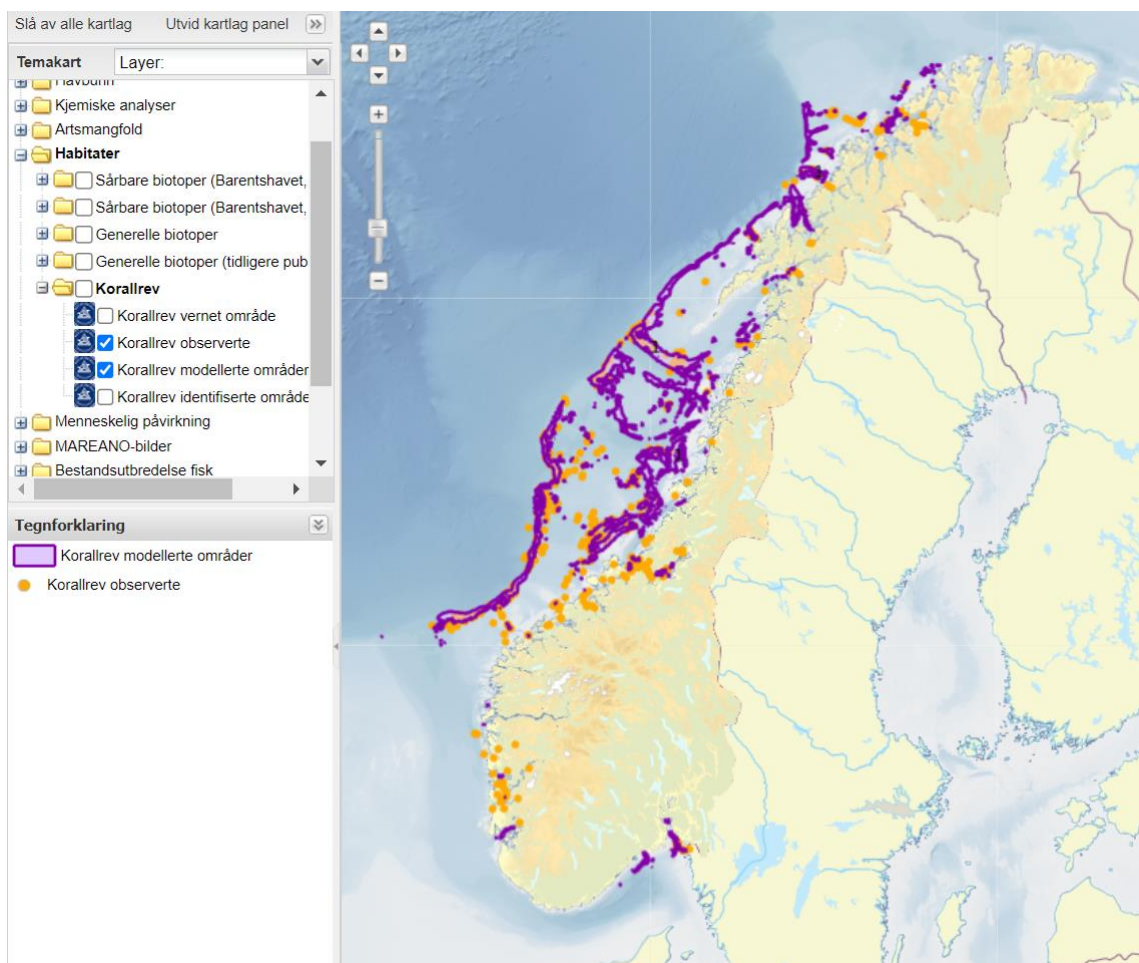 Slå av alle kartlag Utvid kartlag panel
Temakart Layer:
Havbunn
Kjemiske analyser
Artsmangfold
Habitater
Sårbare biotoper (Barentshavet,
Sårbare biotoper (Barentshavet,
Generelle biotoper
Generelle biotoper (tidligere pub
Korallrev
Korallrev vernet område
Korallrev observerte
Korallrev modellerte områder
Korallrev identifiserte område
Menneskelig påvirkning
MAREANO-bilder
Bestandsutbredelse fisk
Tegnforklaring
Korallrev modellerte områder
Korallrev observerte